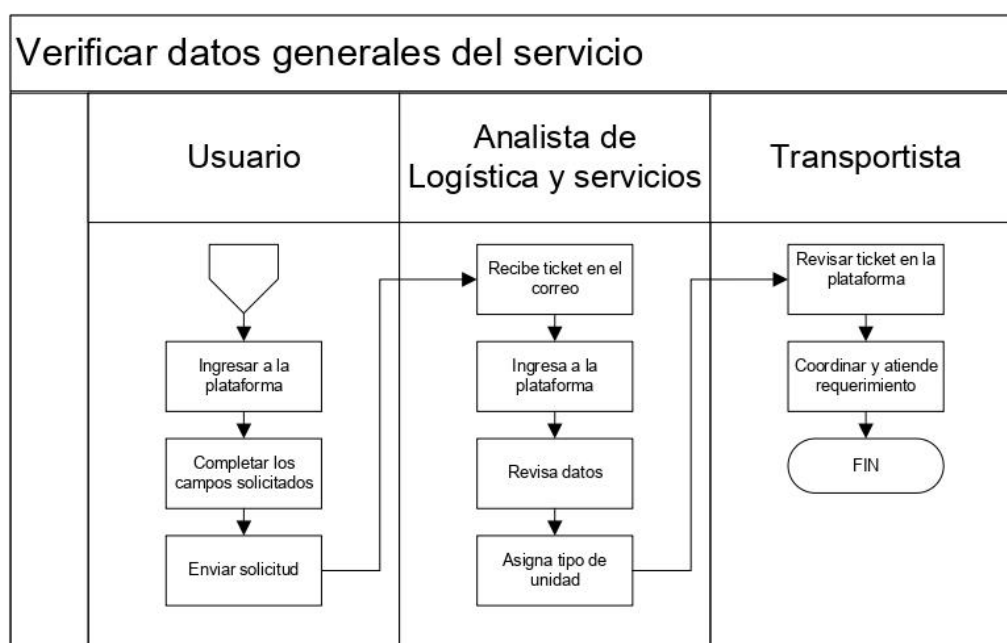 Verificar datos generales del servicio
Usuario
Analista de
Logística y servicios
Transportista
Ingresar a la
plataforma
Completar los
campos solicitados
Enviar solicitud
Recibe ticket en el
correo
Ingresa a la
plataforma
Revisa datos
Asigna tipo de
unidad
Revisar ticket en la
plataforma
Coordinar y atiende
requerimiento
FIN